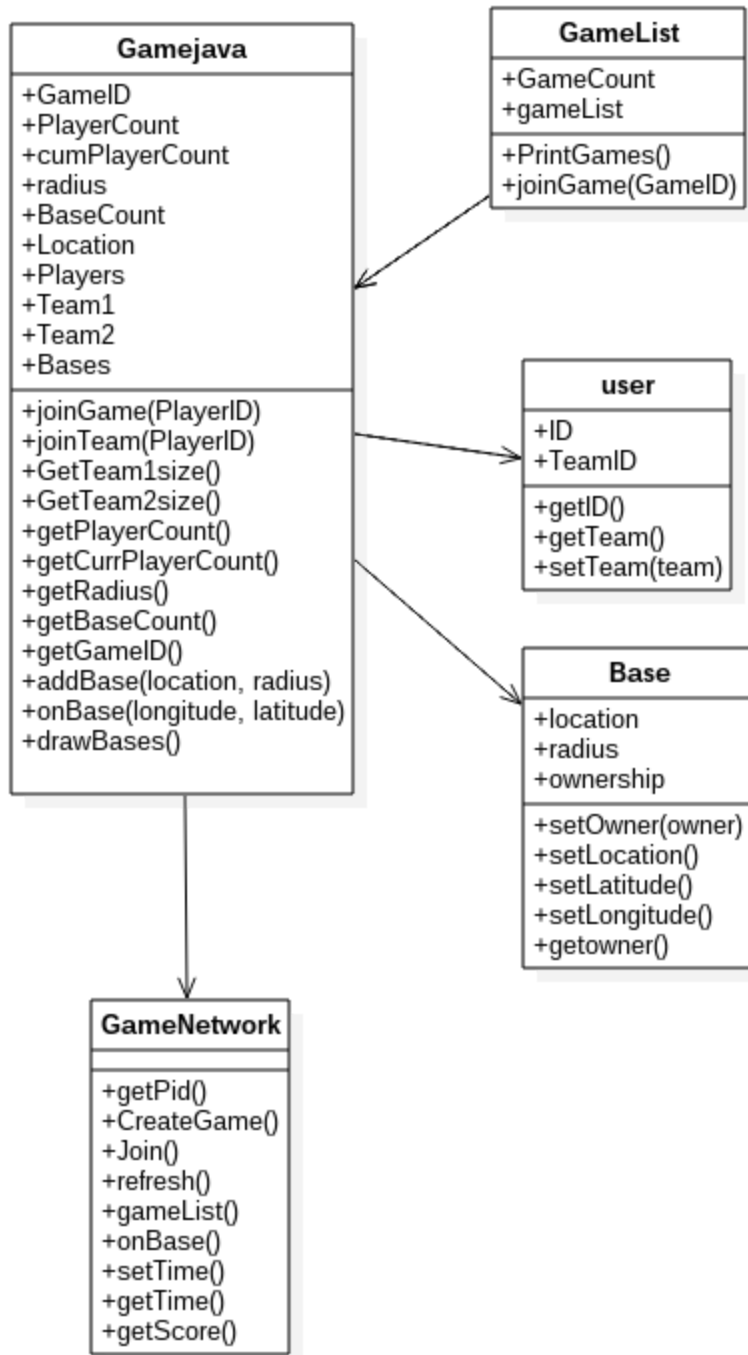 Gamejava
+GameID
+PlayerCount
+cumPlayerCount
+radius
+BaseCount
+Location
+Players
+Team1
+Team2
+Bases
+joinGame(PlayerID)
+joinTeam(PlayerID)
+GetTeam1size()
+GetTeam2size()
+getPlayerCount()
+getCurrPlayerCount()
+getRadius()
+getBaseCount()
+getGameID()
+addBase(location, radius)
+onBase(longitude, latitude)
+drawBases()
GameList
+GameCount
+gameList
+PrintGames()
+joinGame(GameID)
user
+ID
+TeamID
+getID()
+getTeam()
+setTeam(team)
Base
+location
+radius
+ownership
+setOwner(owner)
+setLocation()
+setLatitude()
+setLongitude()
+getowner()
GameNetwork
+getPid()
+CreateGame()
+Join()
+refresh()
+gameList()
+onBase()
+setTime()
+getTime()
+getScore()